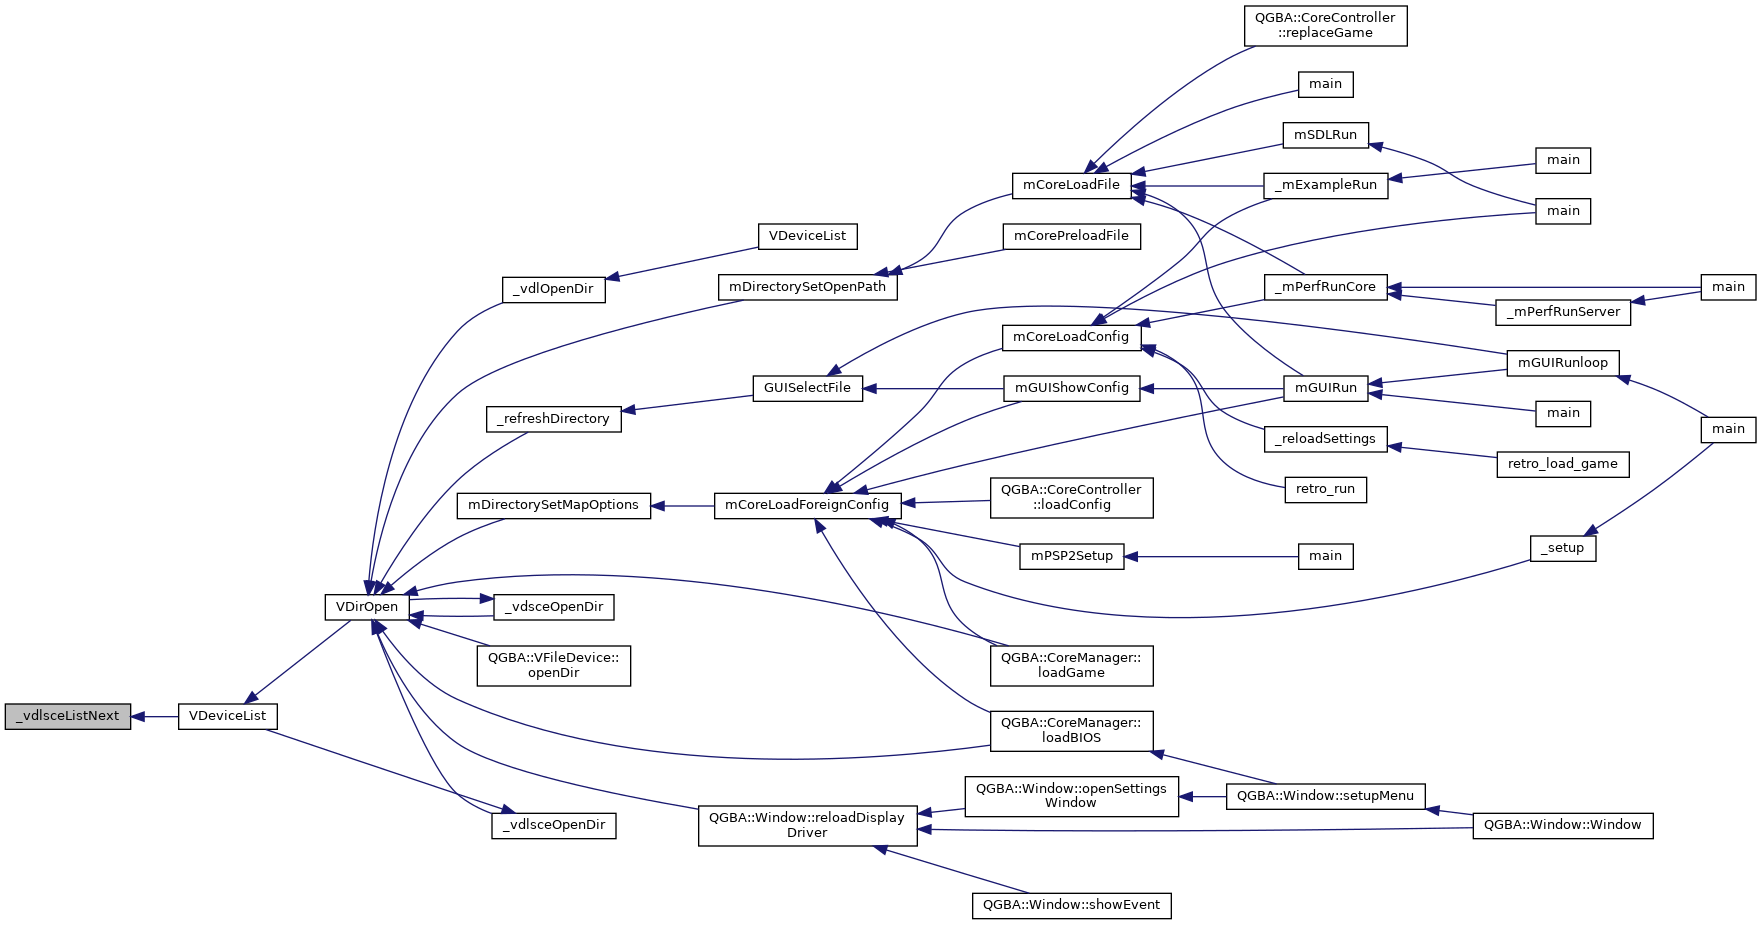 QGBA::CoreController
::replaceGame
main
mSDLRun
main
mCoreLoadFile
_mExampleRun
main
VDeviceList
mCorePreloadFile
_vdlOpenDir
mDirectorySetOpenPath
_mPerfRunCore
main
_mPerfRunServer
mCoreLoadConfig
mGUIRunloop
GUISelectFile
mGUIShowConfig
mGUIRun
main
_refreshDirectory
_reloadSettings
main
retro_load_game
mDirectorySetMapOptions
mCoreLoadForeignConfig
QGBA::CoreController
::loadConfig
retro_run
mPSP2Setup
main
_setup
VDirOpen
_vdsceOpenDir
QGBA::VFileDevice::
openDir
QGBA::CoreManager::
loadGame
_vdlsceListNext
VDeviceList
QGBA::CoreManager::
loadBIOS
QGBA::Window::openSettings
Window
QGBA::Window::setupMenu
_vdlsceOpenDir
QGBA::Window::reloadDisplay
Driver
QGBA::Window::Window
QGBA::Window::showEvent